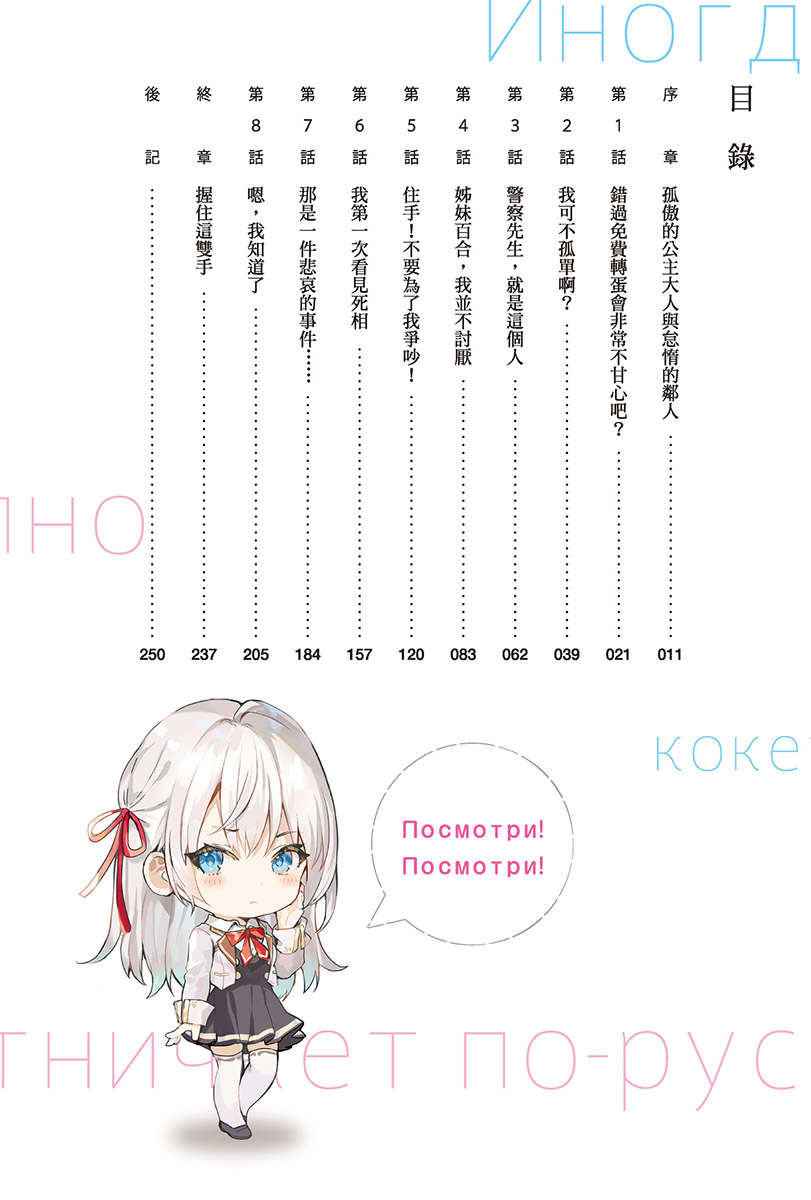 Иногд
目錄
序章 孤傲的公主大人與怠惰的鄰人 011
第1話 錯過免費轉蛋會非常不甘心吧？ 021
第2話 我可不孤單啊？ 039
第3話 警察先生，就是這個人 062
第4話 姊妹百合，我並不討厭 083
第5話 住手！不要為了我爭吵！ 120
第6話 我第一次看見死相 157
第7話 那是一件悲哀的事件…… 184
第8話 嗯，我知道了 205
終章 握住這雙手 237
後記 250
лно
коке
Посмотри!
Посмотри!
тничает по-рус